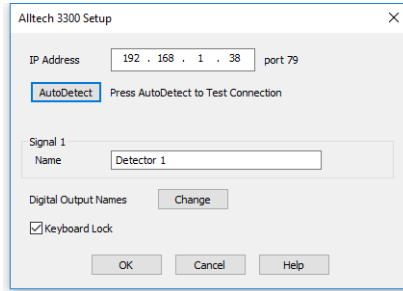 Alltech 3300 Setup
IP Address 192 . 168 . 1 . 38 port 79
AutoDetect Press AutoDetect to Test Connection
Signal 1
Name Detector 1
Digital Output Names Change
Keyboard Lock
OK Cancel Help